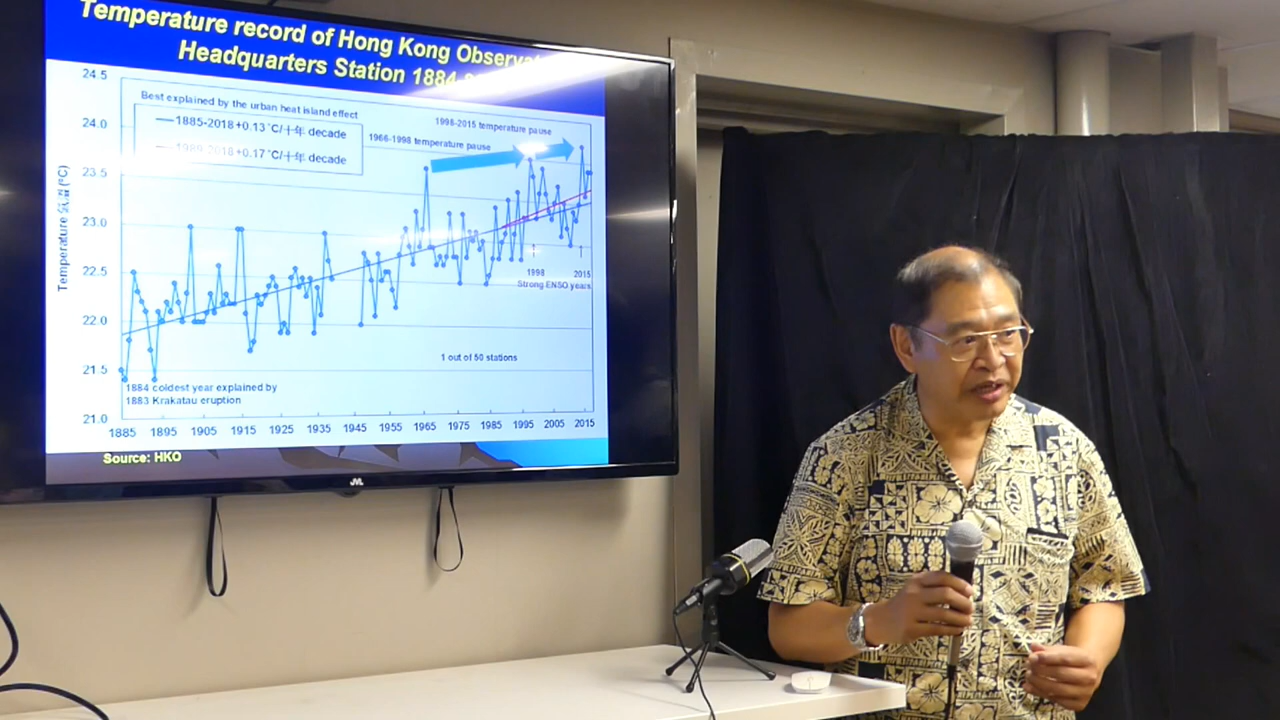 Temperature record of Hong Kong
Headquarters Station 1884-
24.5
24.0
23.5
23.0
22.5
22.0
21.5
21.0
Temperature 氣溫 (°C)
Best explained by the urban heat island effect
1885-2018+0.13°C/十年 decade
1989-2018+0.17°C/十年 decade
1998-2015 temperature pause
1966-1998 temperature pause
1998
2015
Strong ENSO years
1 out of 50 stations
1884 coldest year explained by
1883 Krakatau eruption
1885 1895 1905 1915 1925 1935 1945 1955 1965 1975 1985 1995 2005 2015
Source: HKO
JVC